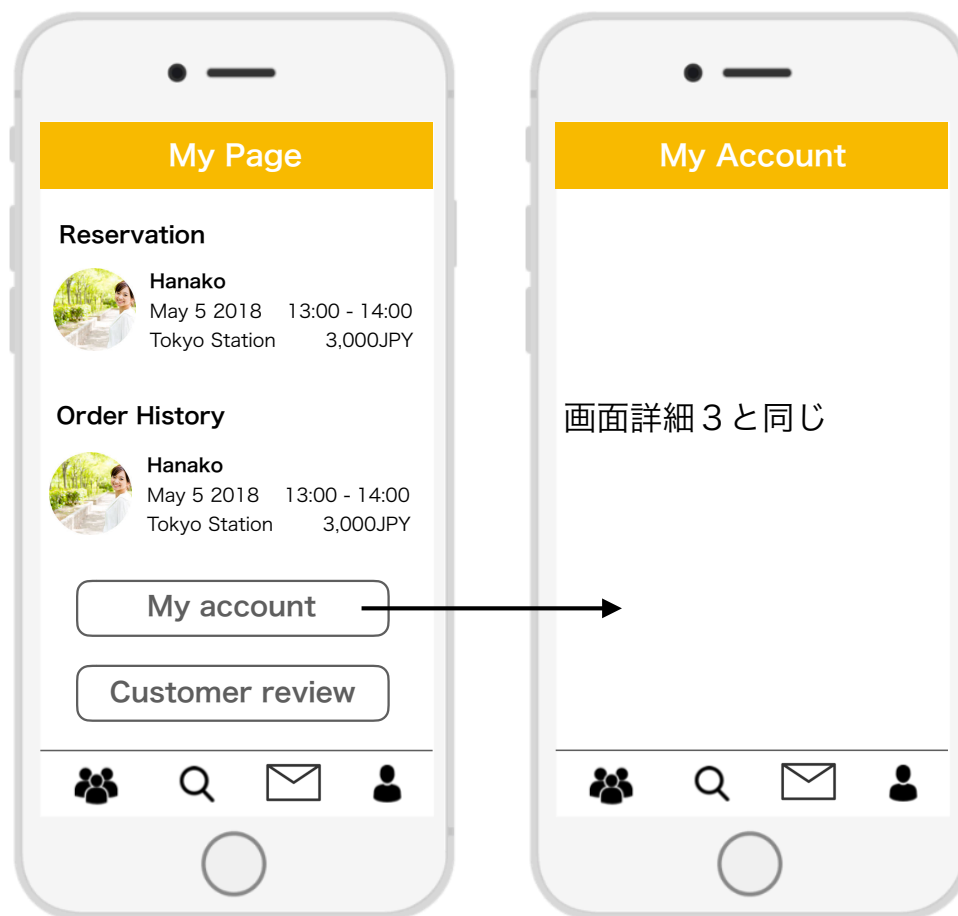 My Page
Reservation
Hanako
May 5 2018 13:00 - 14:00
Tokyo Station 3,000JPY
Order History
Hanako
May 5 2018 13:00 - 14:00
Tokyo Station 3,000JPY
My account
Customer review
My Account
画面詳細３と同じ